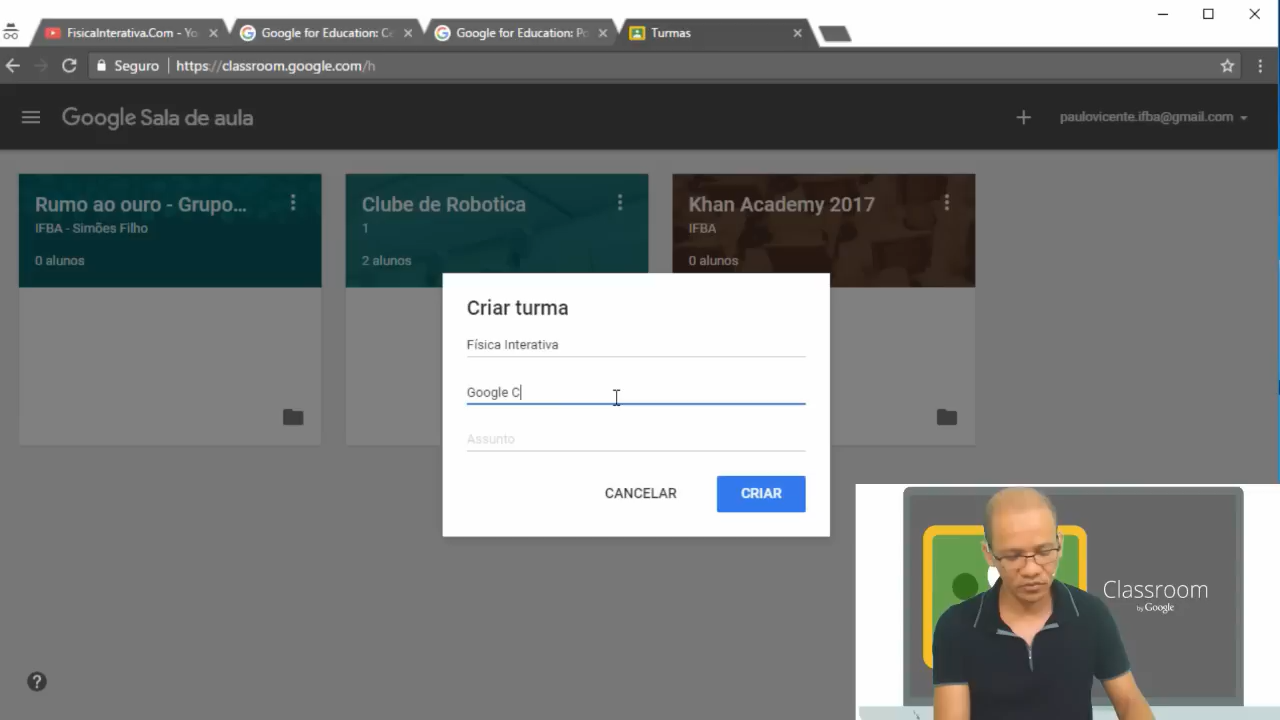 FisicaInterativa.Com - Yo
Google for Education: Ce
Google for Education: Po
Turmas
Seguro
https://classroom.google.com/h
Google Sala de aula
paulovicente.ifba@gmail.com
Rumo ao ouro - Grupo...
IFBA - Simões Filho
0 alunos
Clube de Robotica
1
2 alunos
Khan Academy 2017
IFBA
0 alunos
Criar turma
Física Interativa
Google C
Assunto
CANCELAR
CRIAR
Classroom
by Google